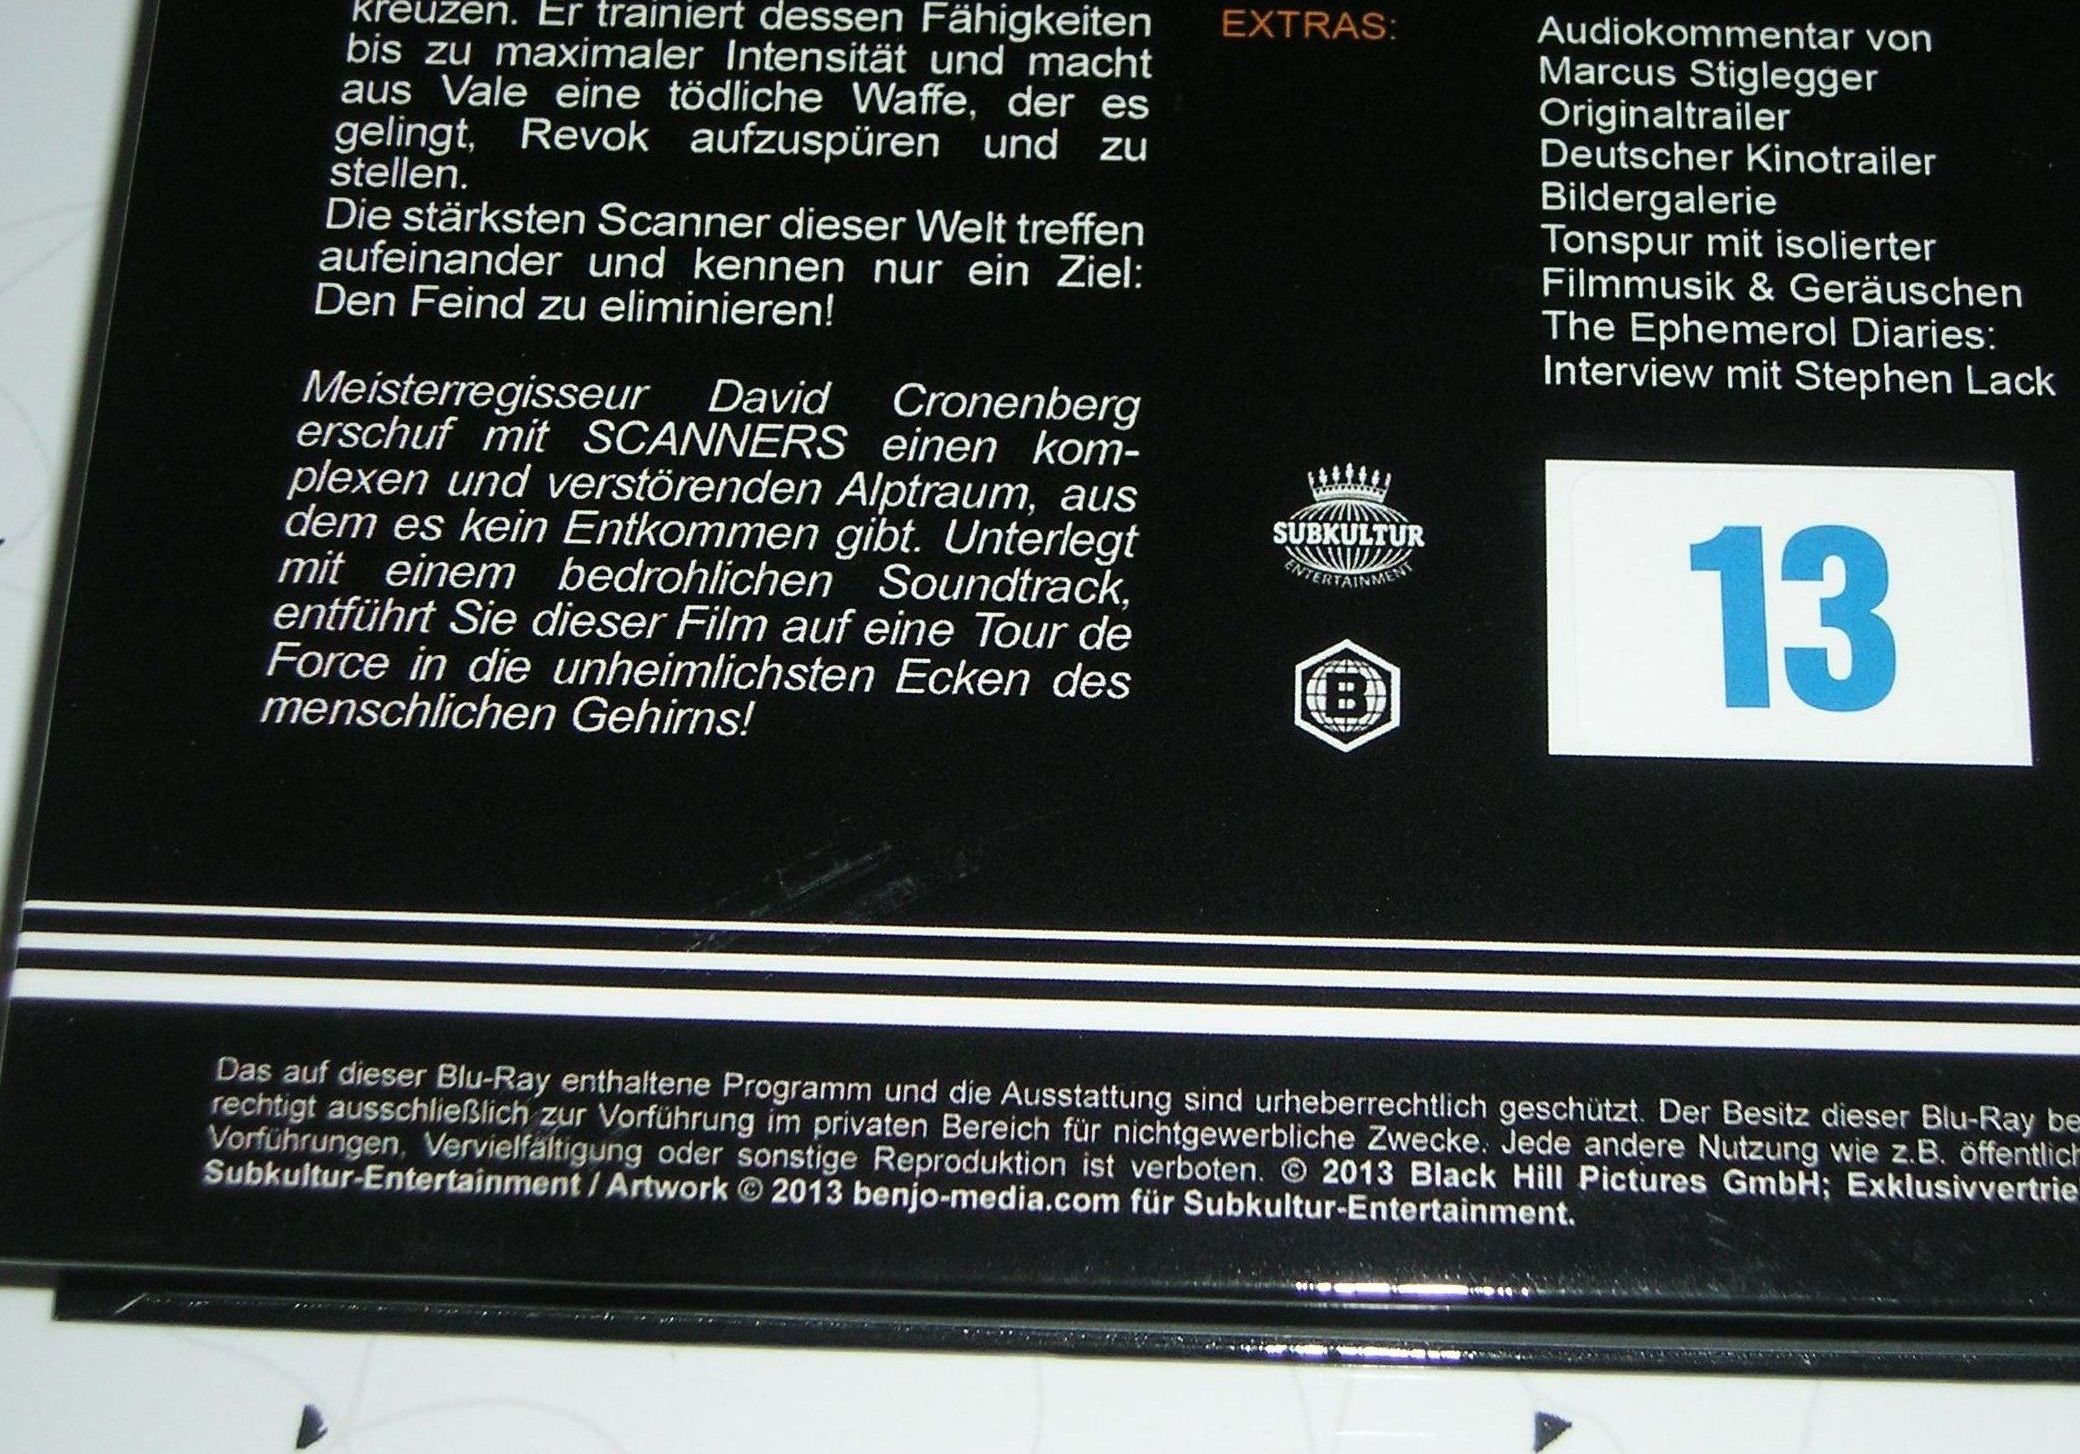 kreuzen. Er trainiert dessen Fähigkeiten
bis zu maximaler Intensität und macht
aus Vale eine tödliche Waffe, der es
gelingt, Revok aufzuspüren und zu
stellen.
Die stärksten Scanner dieser Welt treffen
aufeinander und kennen nur ein Ziel:
Den Feind zu eliminieren!
Meisterregisseur David Cronenberg
erschuf mit SCANNERS einen kom-
plexen und verstörenden Alptraum, aus
dem es kein Entkommen gibt. Unterlegt
mit einem bedrohlichen Soundtrack,
entführt Sie dieser Film auf eine Tour de
Force in die unheimlichsten Ecken des
menschlichen Gehirns!
EXTRAS:
Audiokommentar von
Marcus Stiglegger
Originaltrailer
Deutscher Kinotrailer
Bildergalerie
Tonspur mit isolierter
Filmmusik & Geräuschen
The Ephemerol Diaries:
Interview mit Stephen Lack
SUBKULTUR
ENTERTAINMENT
B
13
Das auf dieser Blu-Ray enthaltene Programm und die Ausstattung sind urheberrechtlich geschützt. Der Besitz dieser Blu-Ray be
rechtigt ausschließlich zur Vorführung im privaten Bereich für nichtgewerbliche Zwecke. Jede andere Nutzung wie z.B. öffentlich
Vorführungen, Vervielfältigung oder sonstige Reproduktion ist verboten. © 2013 Black Hill Pictures GmbH; Exklusivvertrie
Subkultur-Entertainment / Artwork © 2013 benjo-media.com für Subkultur-Entertainment.